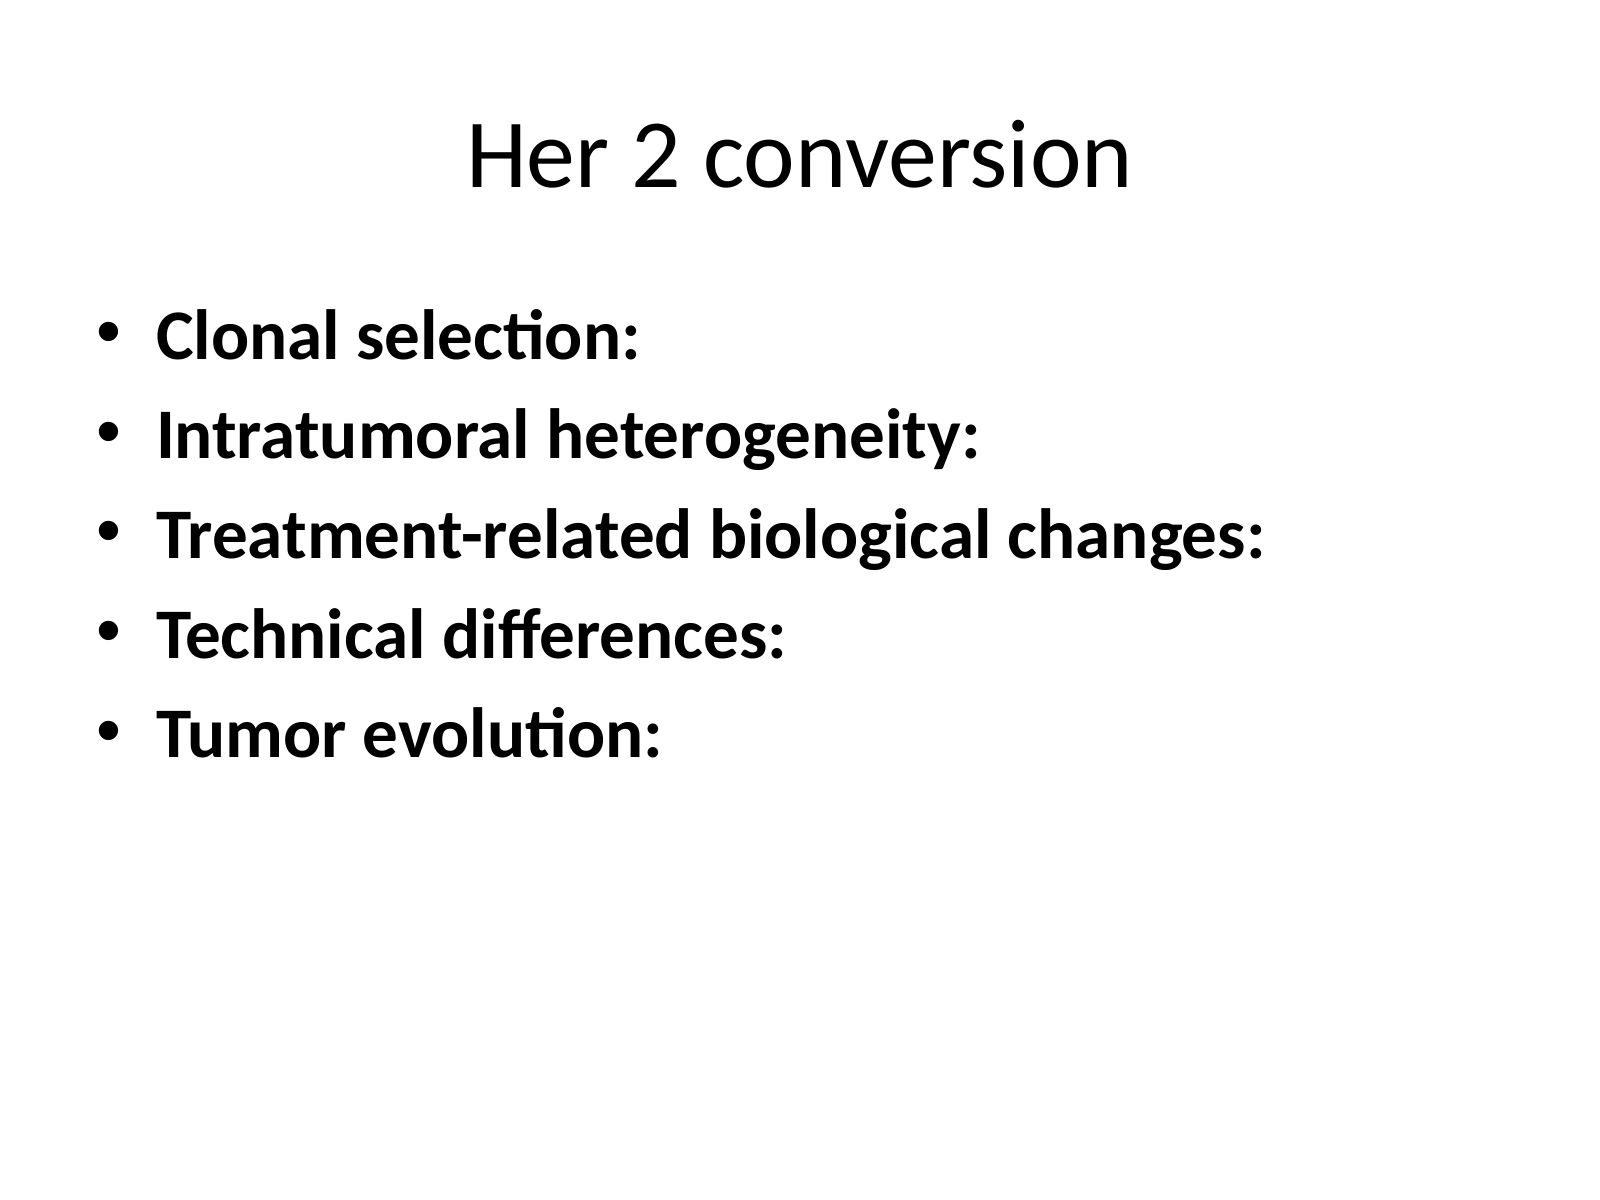 Her 2 conversion
• Clonal selection:
• Intratumoral heterogeneity:
• Treatment-related biological changes:
• Technical differences:
• Tumor evolution: